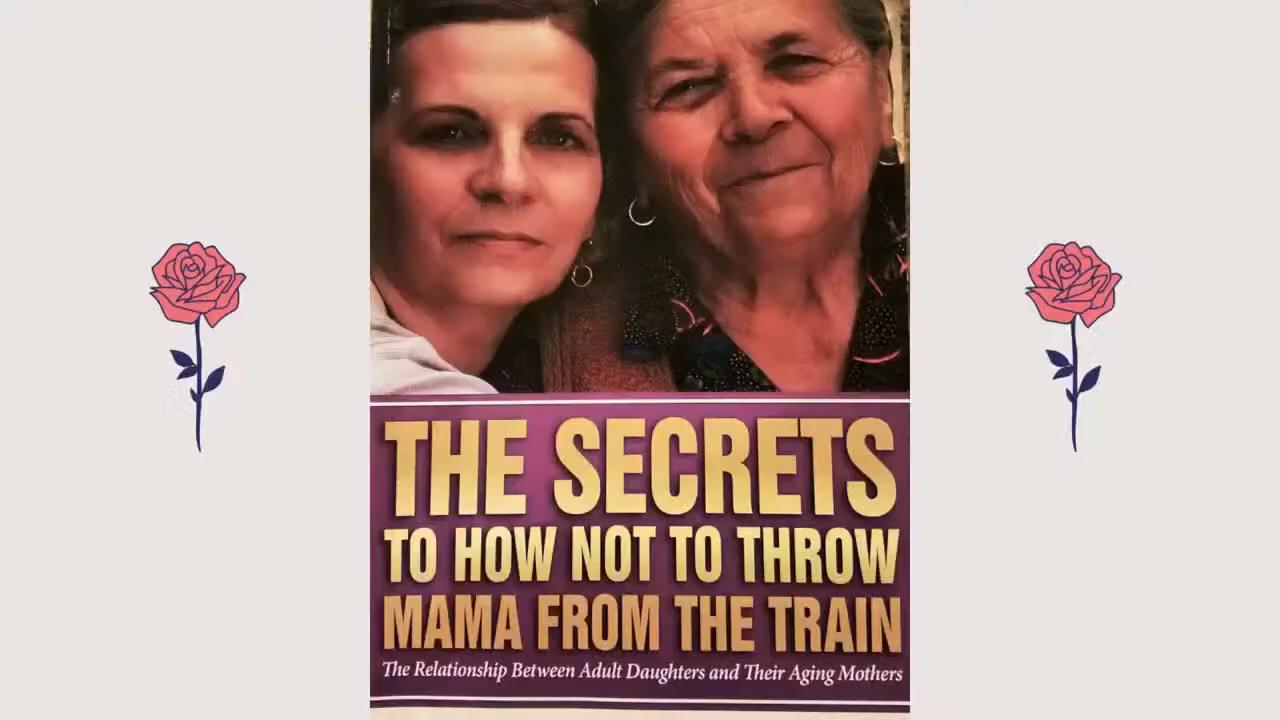 THE SECRETS
TO HOW NOT TO THROW
MAMA FROM THE TRAIN
The Relationship Between Adult Daughters and Their Aging Mothers